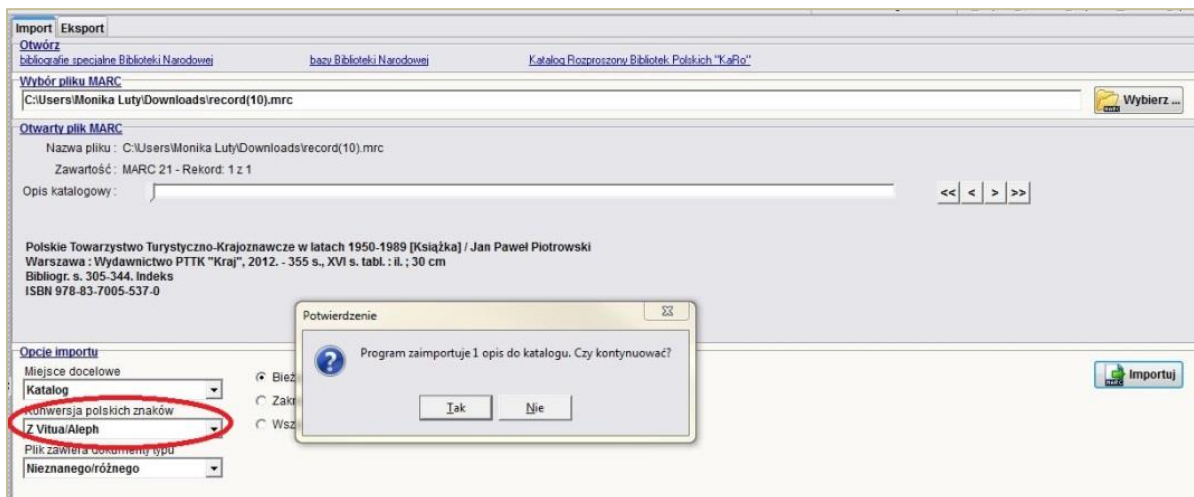 Import Eksport
Otwórz
bibliografie specjalne Biblioteki Narodowej bazy Biblioteki Narodowej Katalog Rozproszony Bibliotek Polskich "KaRo"
Wybór pliku MARC
C:\Users\Monika Luty\Downloads\record(10).mrc Wybierz ...
Otwarty plik MARC
Nazwa pliku : C:\Users\Monika Luty\Downloads\record(10).mrc
Zawartość : MARC 21 - Rekord: 1 z 1
Opis katalogowy : << < > >>
Polskie Towarzystwo Turystyczno-Krajoznawcze w latach 1950-1989 [Książka] / Jan Paweł Piotrowski
Warszawa : Wydawnictwo PTTK "Kraj", 2012. - 355 s., XVI s. tabl. : il. ; 30 cm
Bibliogr. s. 305-344. Indeks
ISBN 978-83-7005-537-0
Potwierdzenie
Program zaimportuje 1 opis do katalogu. Czy kontynuować?
Tak Nie
Opcje importu
Miejsce docelowe
Katalog
Konwersja polskich znaków
Z Vitua/Aleph
Plik zawiera dokumenty typu
Nieznanego/różnego
Importuj